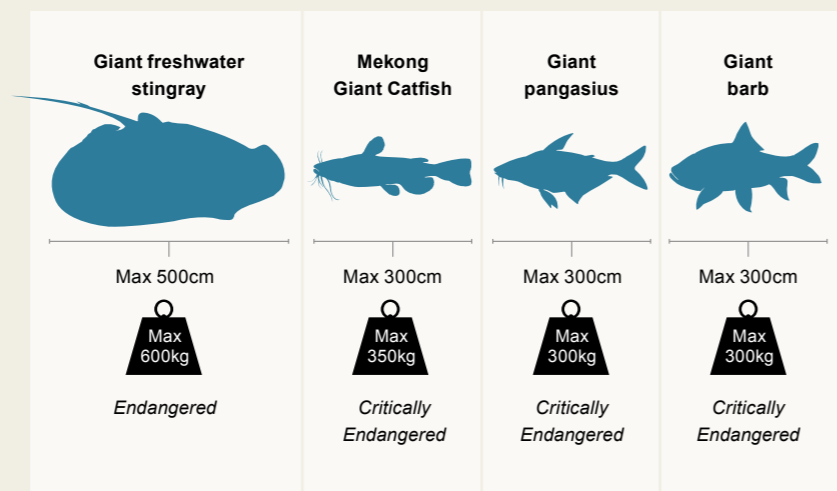 Giant freshwater
stingray
Max 500cm
Max
600kg
Endangered
Mekong
Giant Catfish
Max 300cm
Max
350kg
Critically
Endangered
Giant
pangasius
Max 300cm
Max
300kg
Critically
Endangered
Giant
barb
Max 300cm
Max
300kg
Critically
Endangered